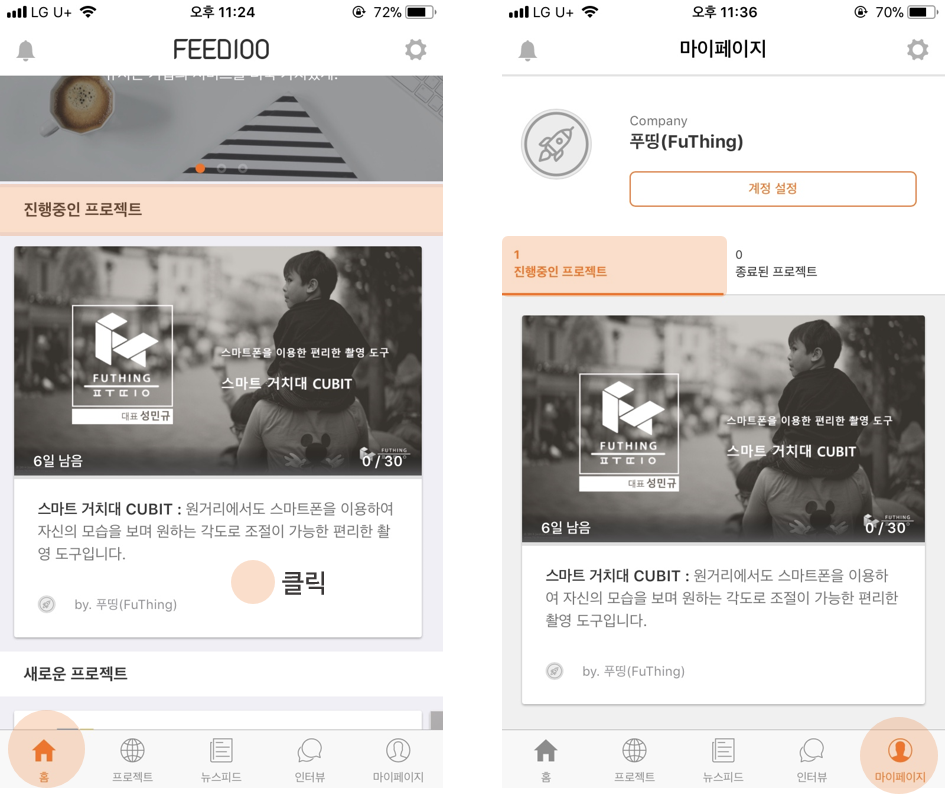 LG U+ 오후 11:24 72%
FEED100
진행중인 프로젝트
FUTHING
ㅍㅜㄸㅣㅇ
대표 성민규
스마트폰을 이용한 편리한 촬영 도구
스마트 거치대 CUBIT
FUTHING
6일 남음
0 / 30
스마트 거치대 CUBIT : 원거리에서도 스마트폰을 이용하여
자신의 모습을 보며 원하는 각도로 조절이 가능한 편리한 촬
영 도구입니다.
클릭
by. 푸띵(FuThing)
새로운 프로젝트
홈 프로젝트 뉴스피드 인터뷰 마이페이지
LG U+ 오후 11:36 70%
마이페이지
Company
푸띵(FuThing)
계정 설정
1
진행중인 프로젝트
0
종료된 프로젝트
FUTHING
ㅍㅜㄸㅣㅇ
대표 성민규
스마트폰을 이용한 편리한 촬영 도구
스마트 거치대 CUBIT
FUTHING
6일 남음
0 / 30
스마트 거치대 CUBIT : 원거리에서도 스마트폰을 이용하
여 자신의 모습을 보며 원하는 각도로 조절이 가능한 편리한
촬영 도구입니다.
by. 푸띵(FuThing)
홈 프로젝트 뉴스피드 인터뷰 마이페이지